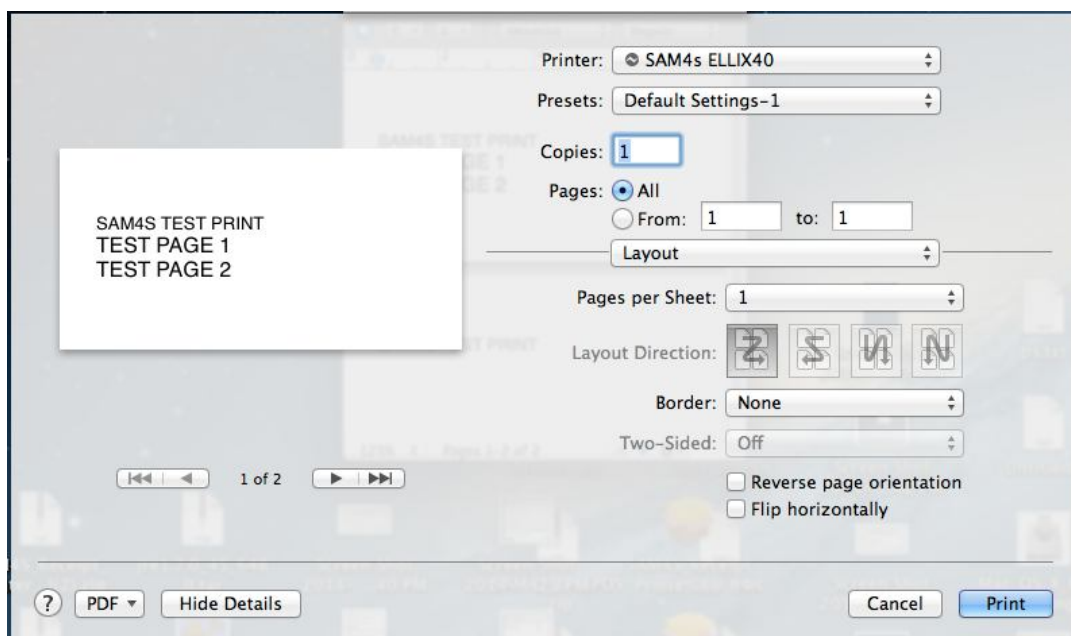 Printer: SAM4s ELLIX40
Presets: Default Settings-1
Copies: 1
Pages: All
From: 1 to: 1
Layout
SAM4S TEST PRINT
TEST PAGE 1
TEST PAGE 2
Pages per Sheet: 1
Layout Direction:
Border: None
Two-Sided: Off
1 of 2
Reverse page orientation
Flip horizontally
? PDF Hide Details Cancel Print